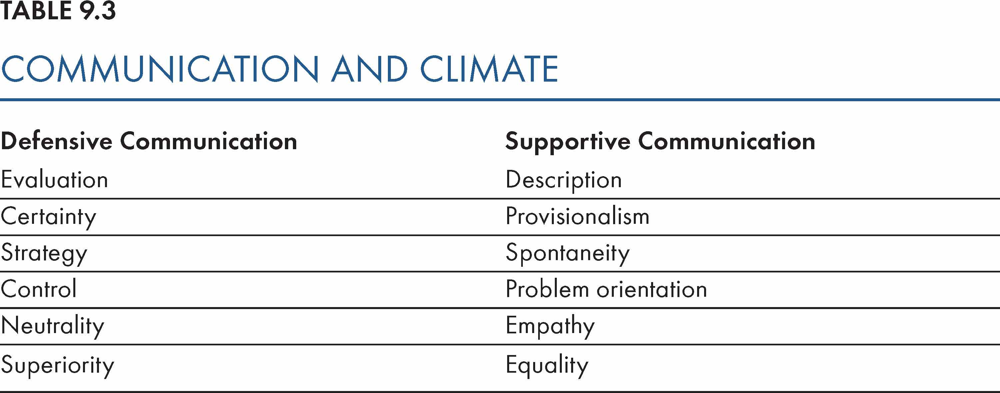 TABLE 9.3
COMMUNICATION AND CLIMATE
Defensive Communication Supportive Communication
Evaluation Description
Certainty Provisionalism
Strategy Spontaneity
Control Problem orientation
Neutrality Empathy
Superiority Equality